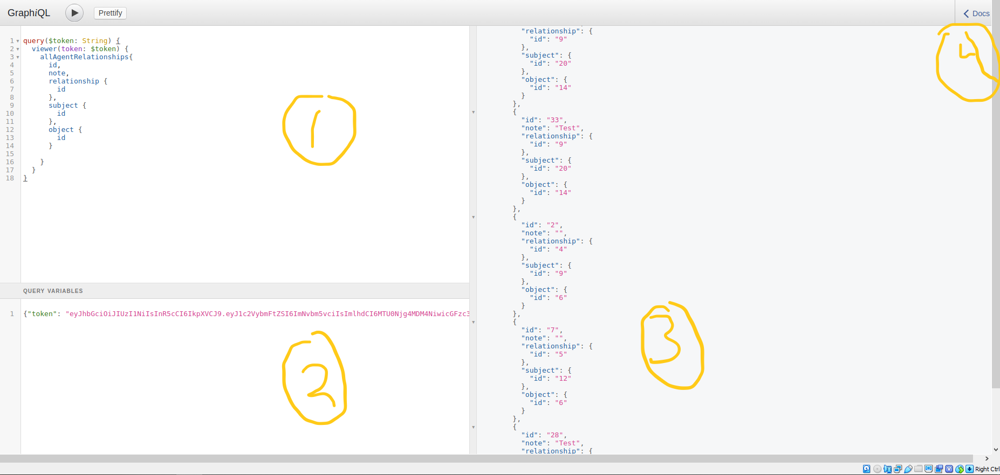 GraphiQL
Prettify
Docs
1 query($token: String) {
2 viewer(token: $token) {
3 allAgentRelationships{
4 id,
5 note,
6 relationship {
7 id
8 },
9 subject {
10 id
11 },
12 object {
13 id
14 }
15
16 }
17 }
18 }
1
QUERY VARIABLES
1 {"token": "eyJhbGciOiJIUzI1NiIsInR5cCI6IkpXVCJ9.eyJ1c2VybmFtZSI6ImNvbm5vciIsImlhdCI6MTU0Njg4MDM4NiwicGFzc3
2
"relationship": {
"id": "9"
},
"subject": {
"id": "20"
},
"object": {
"id": "14"
}
},
{
"id": "33",
"note": "Test",
"relationship": {
"id": "9"
},
"subject": {
"id": "20"
},
"object": {
"id": "14"
}
},
{
"id": "2",
"note": "",
"relationship": {
"id": "4"
},
"subject": {
"id": "9"
},
"object": {
"id": "6"
}
},
{
"id": "7",
"note": "",
"relationship": {
"id": "5"
},
"subject": {
"id": "12"
},
"object": {
"id": "6"
}
},
{
"id": "28",
"note": "Test",
"relationship": {
3
4
Right Ctrl